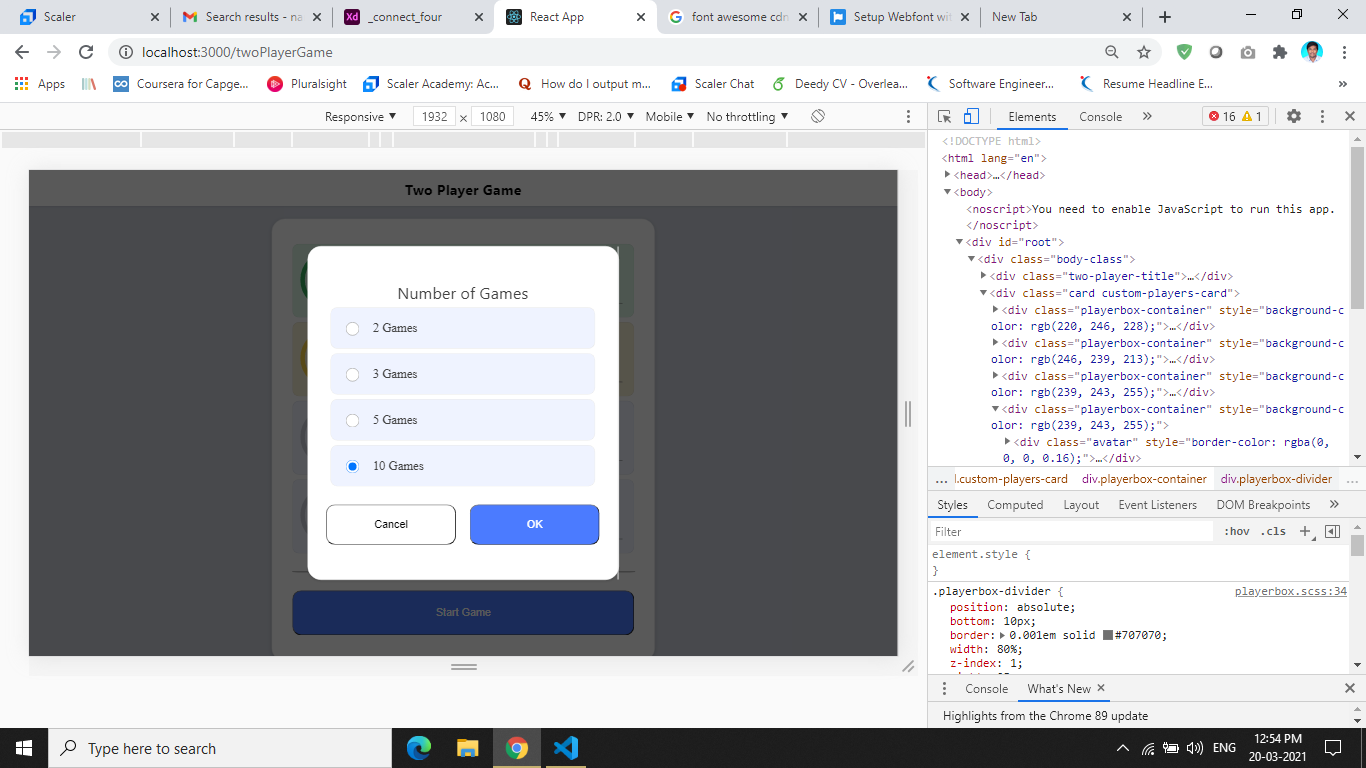 Scaler
Search results - na
_connect_four
React App
font awesome cdn
Setup Webfont wit
New Tab
localhost:3000/twoPlayerGame
Apps
Coursera for Capge...
Pluralsight
Scaler Academy: Ac...
How do I output m...
Scaler Chat
Deedy CV - Overlea...
Software Engineer...
Resume Headline E...
»
Responsive ▼ 1932 × 1080 45% ▼ DPR: 2.0 ▼ Mobile ▼ No throttling ▼
Elements Console » 16 1
Two Player Game
Number of Games
2 Games
3 Games
5 Games
10 Games
Cancel
OK
Start Game
<!DOCTYPE html>
<html lang="en">
<head>…</head>
<body>
<noscript>You need to enable JavaScript to run this app.
</noscript>
<div id="root">
<div class="body-class">
<div class="two-player-title">…</div>
<div class="card custom-players-card">
<div class="playerbox-container" style="background-c
olor: rgb(220, 246, 228);">…</div>
<div class="playerbox-container" style="background-c
olor: rgb(246, 239, 213);">…</div>
<div class="playerbox-container" style="background-c
olor: rgb(239, 243, 255);">…</div>
<div class="playerbox-container" style="background-c
olor: rgb(239, 243, 255);">
<div class="avatar" style="border-color: rgba(0,
0, 0, 0.16);">…</div>
... l.custom-players-card div.playerbox-container div.playerbox-divider ...
Styles Computed Layout Event Listeners DOM Breakpoints »
Filter :hov .cls +
element.style {
}
.playerbox-divider { playerbox.scss:34
position: absolute;
bottom: 10px;
border: 0.001em solid #707070;
width: 80%;
z-index: 1;
Console What's New ×
Highlights from the Chrome 89 update
Type here to search
ENG
12:54 PM
20-03-2021